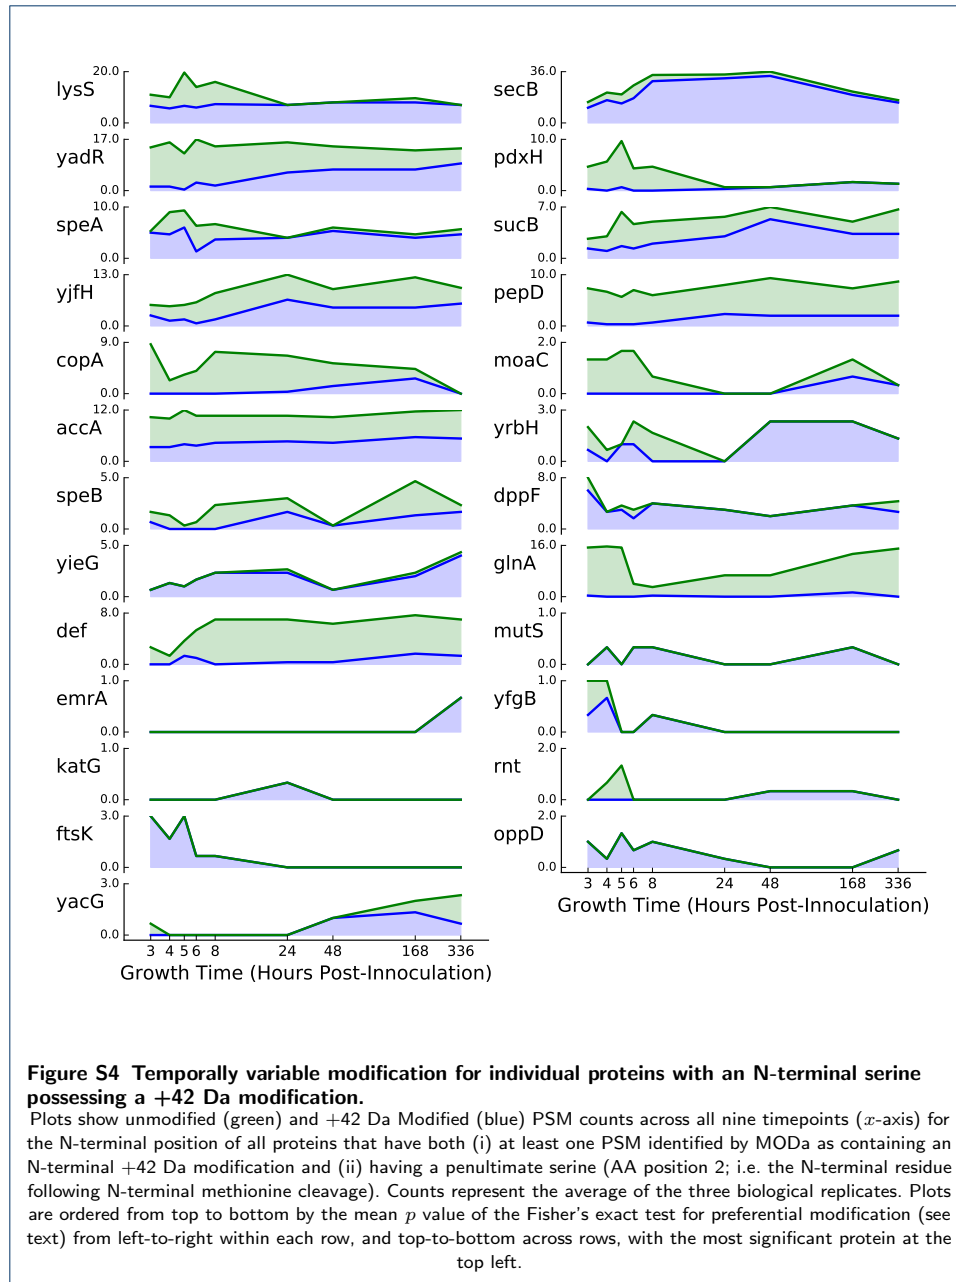 lysS
20.0
0.0
secB
36.0
0.0
yadR
17.0
0.0
pdxH
10.0
0.0
speA
10.0
0.0
sucB
7.0
0.0
yjfH
13.0
0.0
pepD
10.0
0.0
copA
9.0
0.0
moaC
2.0
0.0
accA
12.0
0.0
yrbH
3.0
0.0
speB
5.0
0.0
dppF
8.0
0.0
yieG
5.0
0.0
glnA
16.0
0.0
def
8.0
0.0
mutS
1.0
0.0
emrA
1.0
0.0
yfgB
1.0
0.0
katG
1.0
0.0
rnt
2.0
0.0
ftsK
3.0
0.0
oppD
2.0
0.0
3 4 5 6 8 24 48 168 336
Growth Time (Hours Post-Innoculation)
yacG
3.0
0.0
3 4 5 6 8 24 48 168 336
Growth Time (Hours Post-Innoculation)
Figure S4 Temporally variable modification for individual proteins with an N-terminal serine
possessing a +42 Da modification.
Plots show unmodified (green) and +42 Da Modified (blue) PSM counts across all nine timepoints (x-axis) for
the N-terminal position of all proteins that have both (i) at least one PSM identified by MODa as containing an
N-terminal +42 Da modification and (ii) having a penultimate serine (AA position 2; i.e. the N-terminal residue
following N-terminal methionine cleavage). Counts represent the average of the three biological replicates. Plots
are ordered from top to bottom by the mean p value of the Fisher's exact test for preferential modification (see
text) from left-to-right within each row, and top-to-bottom across rows, with the most significant protein at the
top left.